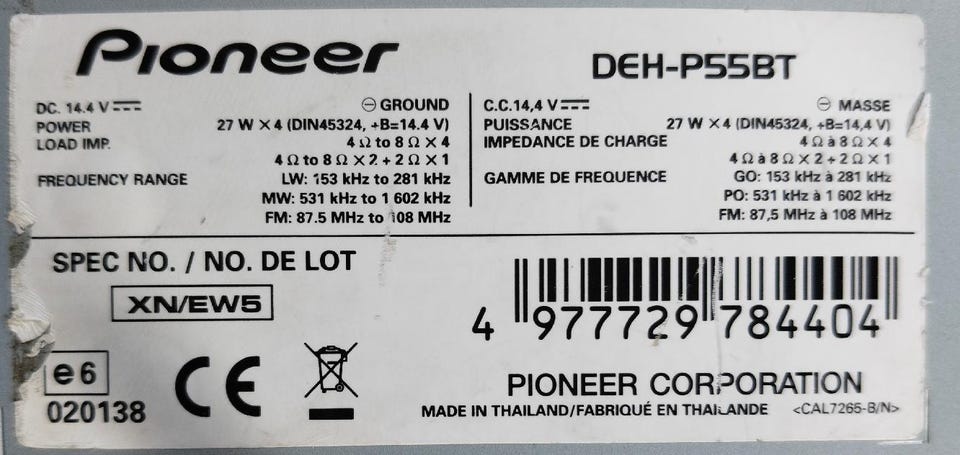 Pioneer
DEH-P55BT
DC. 14.4 V ⎓ ⊖ GROUND
POWER 27 W × 4 (DIN45324, +B=14.4 V)
LOAD IMP. 4 Ω to 8 Ω × 4
4 Ω to 8 Ω × 2 + 2 Ω × 1
FREQUENCY RANGE LW: 153 kHz to 281 kHz
MW: 531 kHz to 1 602 kHz
FM: 87.5 MHz to 108 MHz
C.C.14,4 V ⎓ ⊖ MASSE
PUISSANCE 27 W × 4 (DIN45324, +B=14,4 V)
IMPEDANCE DE CHARGE 4 Ω à 8 Ω × 4
4 Ω à 8 Ω × 2 + 2 Ω × 1
GAMME DE FREQUENCE GO: 153 kHz à 281 kHz
PO: 531 kHz à 1 602 kHz
FM: 87,5 MHz à 108 MHz
SPEC NO. / NO. DE LOT
XN/EW5
4 977729 784404
e6
020138
CE
PIONEER CORPORATION
MADE IN THAILAND/FABRIQUÉ EN THAÏLANDE <CAL7265-B/N>